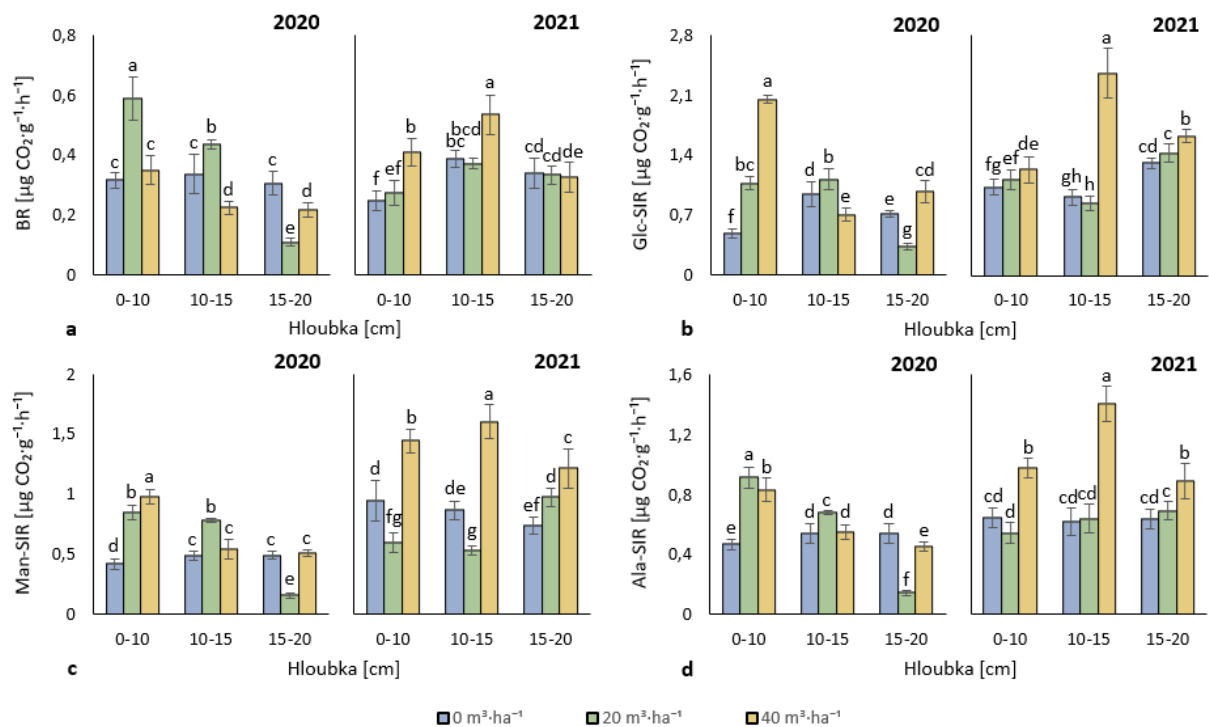 2020
2021
0,8
0,6
0,4
0,2
0
BR [µg CO₂·g⁻¹·h⁻¹]
c a c c b d c e d
f ef b bc bcd a cd cd de
0-10 10-15 15-20
0-10 10-15 15-20
a
Hloubka [cm]
2020
2021
2,8
2,1
1,4
0,7
0
Glc-SIR [µg CO₂·g⁻¹·h⁻¹]
f bc a d b e e g cd
fg ef de gh h a cd c b
0-10 10-15 15-20
0-10 10-15 15-20
b
Hloubka [cm]
2020
2021
2
1,5
1
0,5
0
Man-SIR [µg CO₂·g⁻¹·h⁻¹]
d b a c b c c e c
d fg b de g a ef d c
0-10 10-15 15-20
0-10 10-15 15-20
c
Hloubka [cm]
2020
2021
1,6
1,2
0,8
0,4
0
Ala-SIR [µg CO₂·g⁻¹·h⁻¹]
e a b d c d d f e
cd d b cd cd a cd c b
0-10 10-15 15-20
0-10 10-15 15-20
d
Hloubka [cm]
0 m³·ha⁻¹ 20 m³·ha⁻¹ 40 m³·ha⁻¹